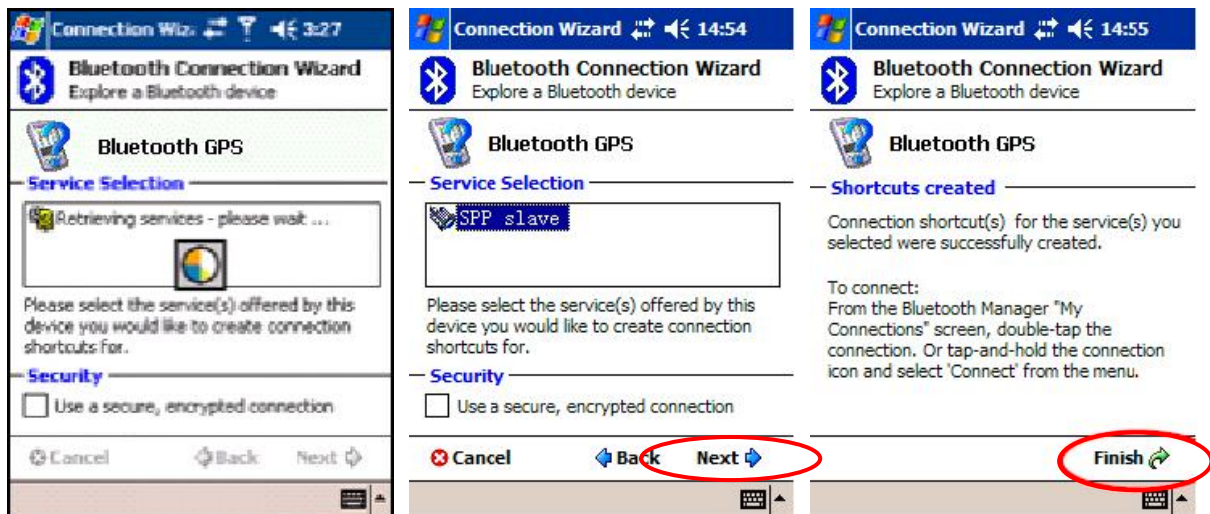 Connection Wiz. 3:27
Bluetooth Connection Wizard
Explore a Bluetooth device
Bluetooth GPS
Service Selection
Retrieving services - please wait ...
Please select the service(s) offered by this
device you would like to create connection
shortcuts for.
Security
Use a secure, encrypted connection
Cancel Back Next
Connection Wizard 14:54
Bluetooth Connection Wizard
Explore a Bluetooth device
Bluetooth GPS
Service Selection
SPP slave
Please select the service(s) offered by this
device you would like to create connection
shortcuts for.
Security
Use a secure, encrypted connection
Cancel Back Next
Connection Wizard 14:55
Bluetooth Connection Wizard
Explore a Bluetooth device
Bluetooth GPS
Shortcuts created
Connection shortcut(s) for the service(s) you
selected were successfully created.
To connect:
From the Bluetooth Manager "My
Connections" screen, double-tap the
connection. Or tap-and-hold the connection
icon and select 'Connect' from the menu.
Finish